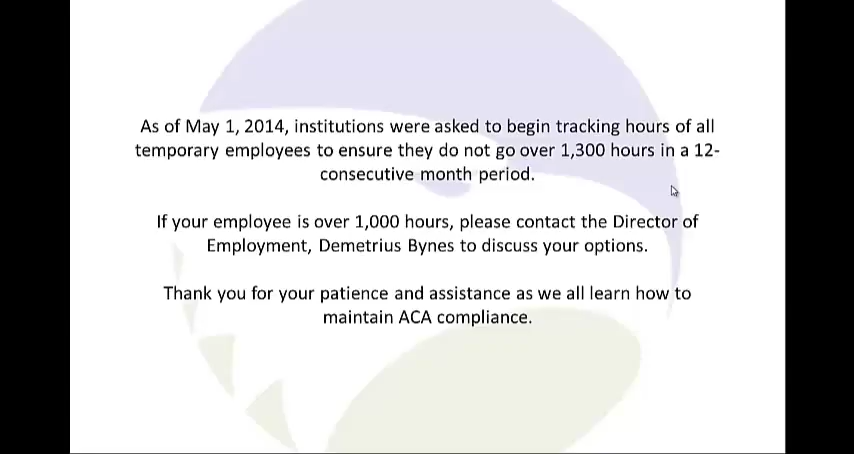 As of May 1, 2014, institutions were asked to begin tracking hours of all
temporary employees to ensure they do not go over 1,300 hours in a 12-
consecutive month period.
If your employee is over 1,000 hours, please contact the Director of
Employment, Demetrius Bynes to discuss your options.
Thank you for your patience and assistance as we all learn how to
maintain ACA compliance.